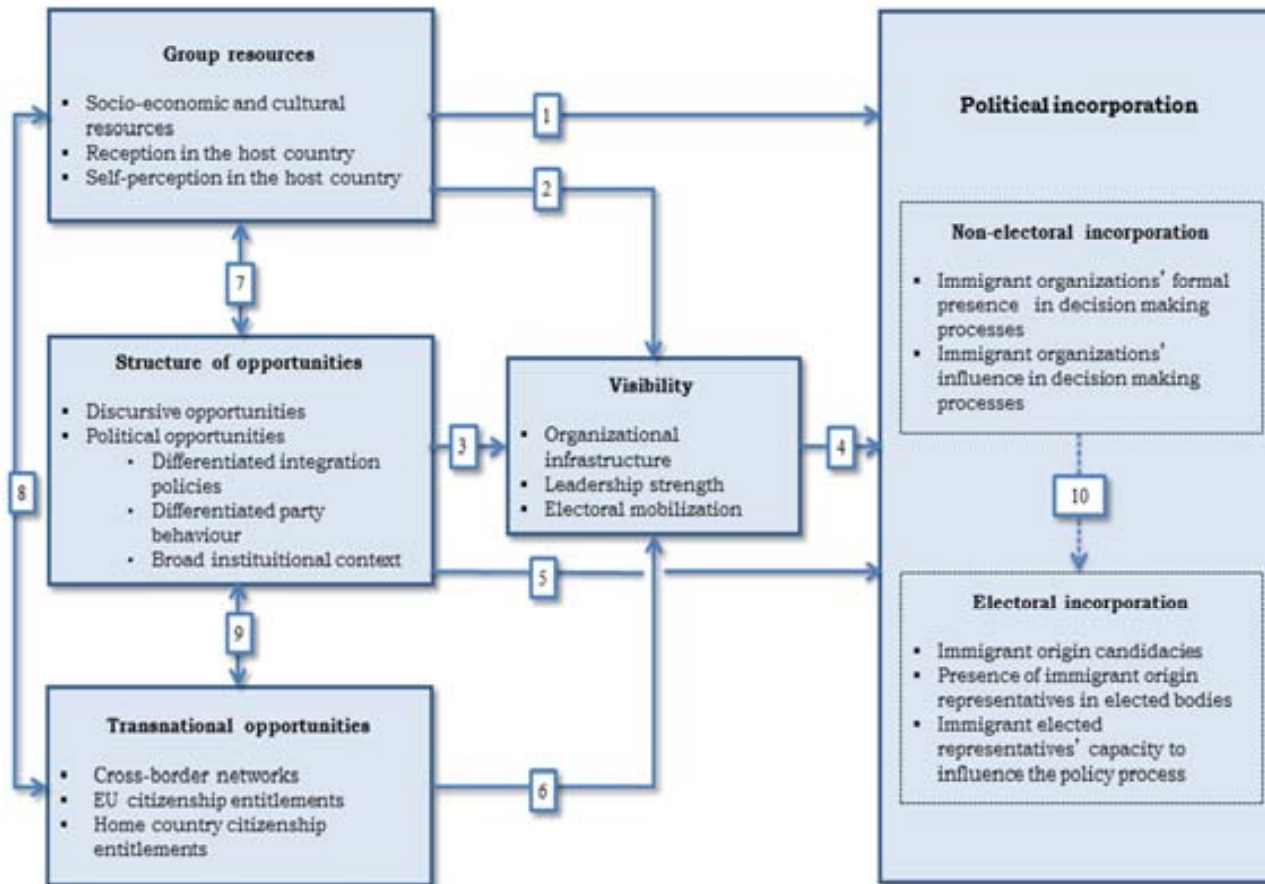 Group resources
▪ Socio-economic and cultural
resources
▪ Reception in the host country
▪ Self-perception in the host country
1
2
7
8
Structure of opportunities
▪ Discursive opportunities
▪ Political opportunities
• Differentiated integration
policies
• Differentiated party
behaviour
• Broad instituitional context
3
5
9
Transnational opportunities
▪ Cross-border networks
▪ EU citizenship entitlements
▪ Home country citizenship
entitlements
6
Visibility
▪ Organizational
infrastructure
▪ Leadership strength
▪ Electoral mobilization
4
Political incorporation
Non-electoral incorporation
▪ Immigrant organizations' formal
presence in decision making
processes
▪ Immigrant organizations'
influence in decision making
processes
10
Electoral incorporation
▪ Immigrant origin candidacies
▪ Presence of immigrant origin
representatives in elected bodies
▪ Immigrant elected
representatives' capacity to
influence the policy process